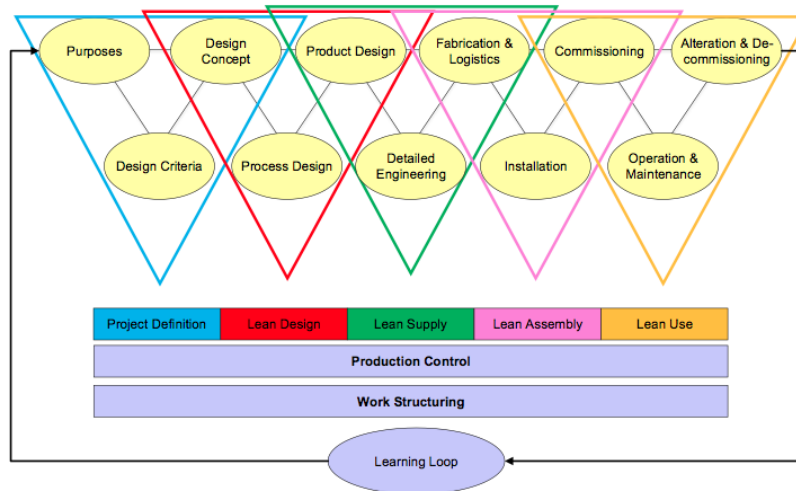 Purposes
Design
Concept
Product Design
Fabrication &
Logistics
Commissioning
Alteration & De-
commissioning
Design Criteria
Process Design
Detailed
Engineering
Installation
Operation &
Maintenance
Project Definition
Lean Design
Lean Supply
Lean Assembly
Lean Use
Production Control
Work Structuring
Learning Loop